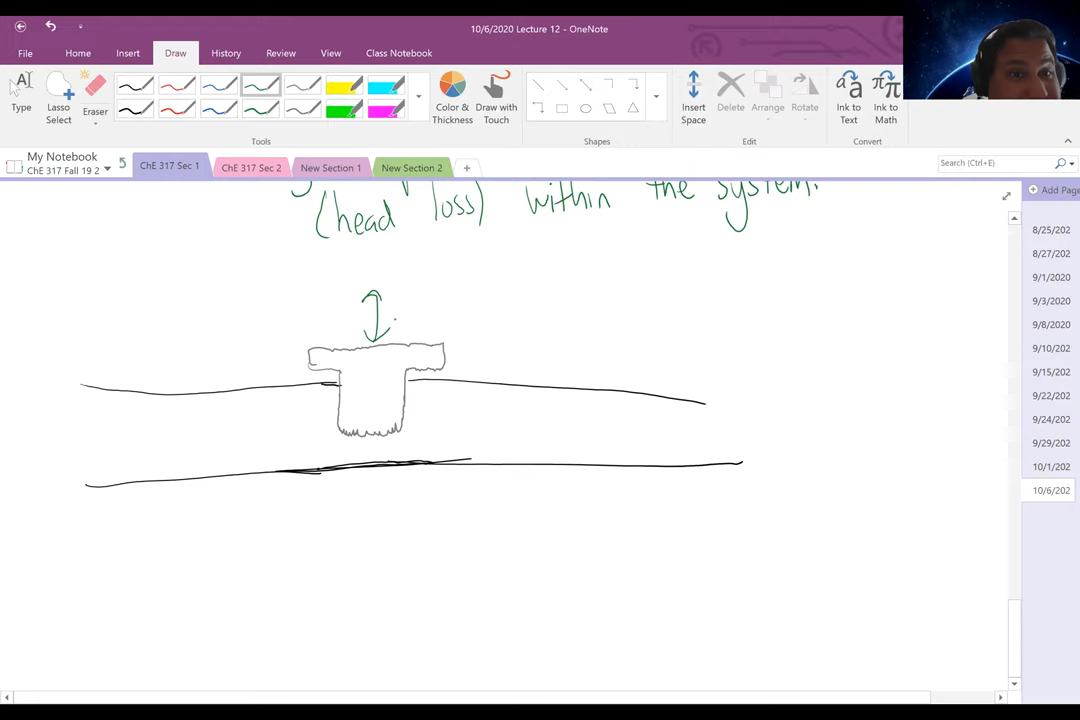 10/6/2020 Lecture 12 - OneNote
File Home Insert Draw History Review View Class Notebook
Type
Lasso Select
Eraser
Color & Thickness
Draw with Touch
Insert Space
Delete
Arrange
Rotate
Ink to Text
Ink to Math
Tools
Shapes
Edit
Convert
My Notebook
ChE 317 Fall 19 2
ChE 317 Sec 1
ChE 317 Sec 2
New Section 1
New Section 2
Search (Ctrl+E)
Add Page
(head loss) within the system.
8/25/202
8/27/202
9/1/2020
9/3/2020
9/8/2020
9/10/202
9/15/202
9/22/202
9/24/202
9/29/202
10/1/202
10/6/202